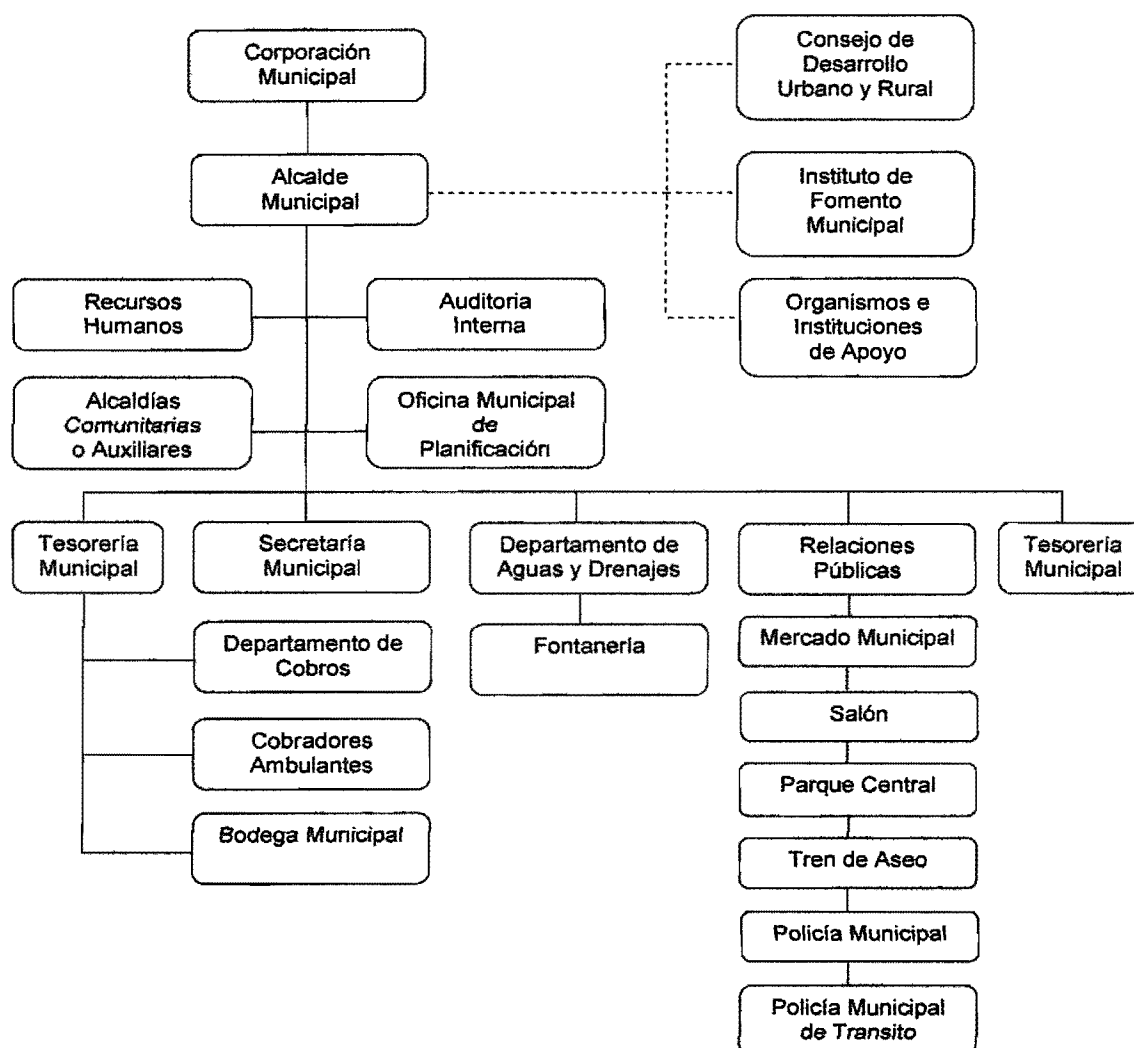 Corporación
Municipal
Consejo de
Desarrollo
Urbano y Rural
Alcalde
Municipal
Instituto de
Fomento
Municipal
Recursos
Humanos
Auditoria
Interna
Organismos e
Instituciones
de Apoyo
Alcaldías
Comunitarias
o Auxiliares
Oficina Municipal
de
Planificación
Tesorería
Municipal
Secretaría
Municipal
Departamento de
Aguas y Drenajes
Relaciones
Públicas
Tesorería
Municipal
Departamento de
Cobros
Fontanería
Mercado Municipal
Salón
Cobradores
Ambulantes
Parque Central
Bodega Municipal
Tren de Aseo
Policía Municipal
Policía Municipal
de Transito